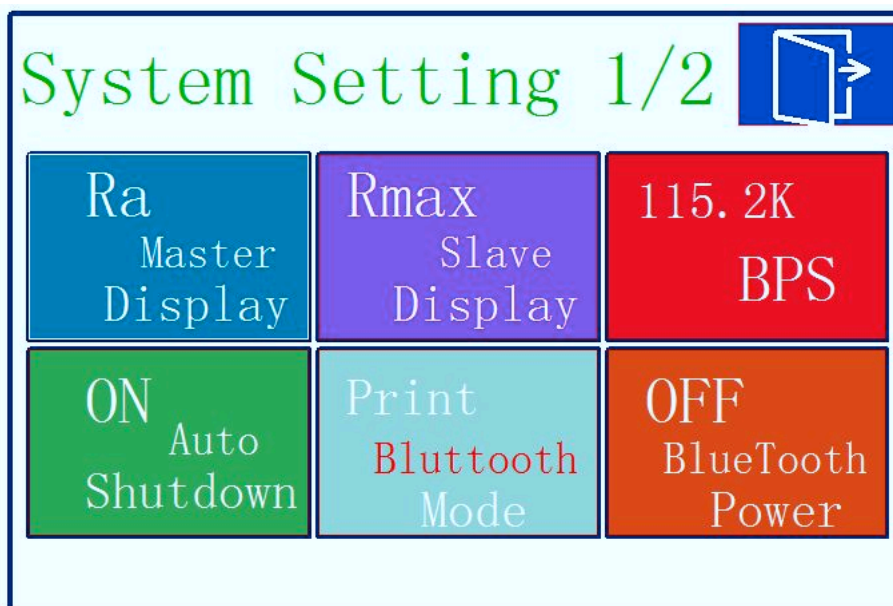 System Setting 1/2
Ra
Master
Display
Rmax
Slave
Display
115.2K
BPS
ON
Auto
Shutdown
Print
Bluttooth
Mode
OFF
BlueTooth
Power